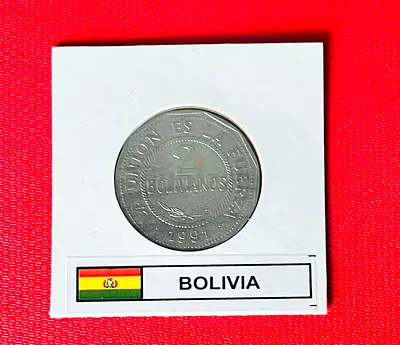 LA UNION ES LA FUERZA
2
BOLIVIANOS
1991
BOLIVIA